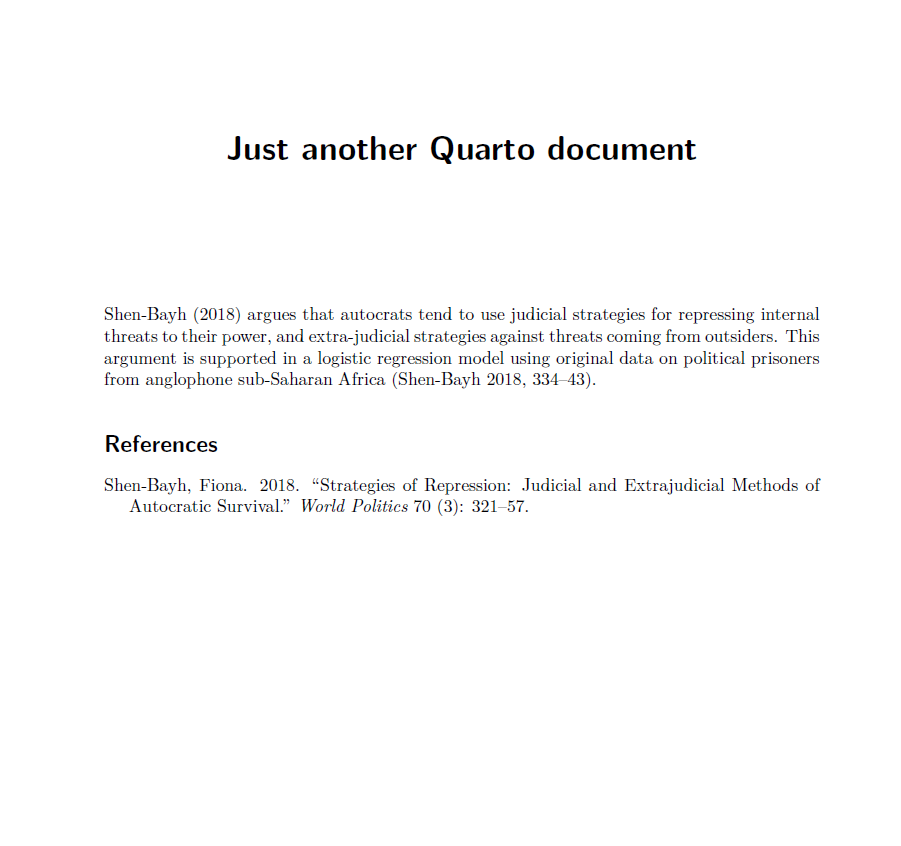 Just another Quarto document
Shen-Bayh (2018) argues that autocrats tend to use judicial strategies for repressing internal
threats to their power, and extra-judicial strategies against threats coming from outsiders. This
argument is supported in a logistic regression model using original data on political prisoners
from anglophone sub-Saharan Africa (Shen-Bayh 2018, 334–43).
References
Shen-Bayh, Fiona. 2018. “Strategies of Repression: Judicial and Extrajudicial Methods of
Autocratic Survival.” World Politics 70 (3): 321–57.